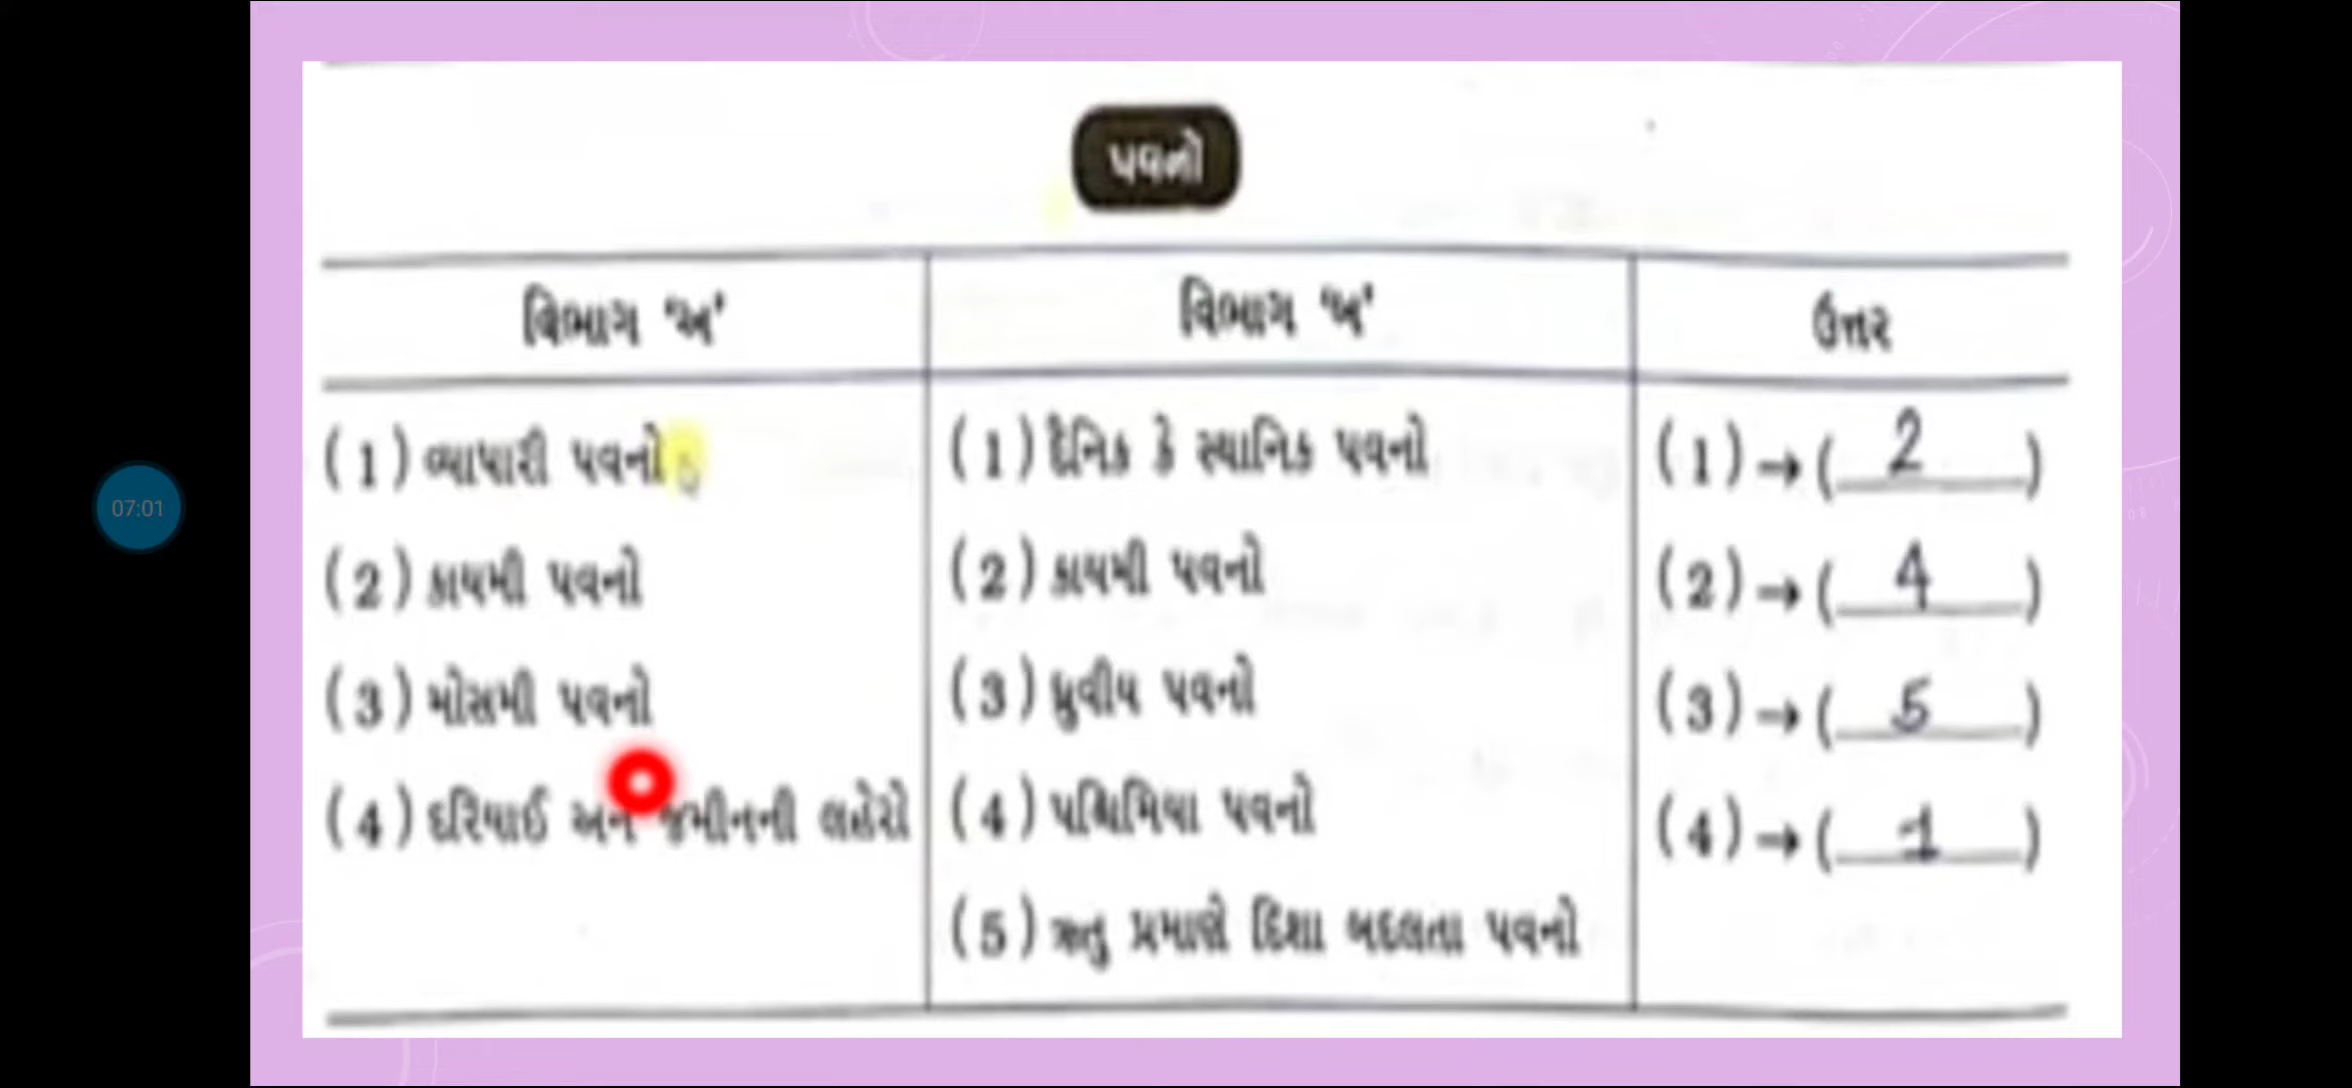 પવનો
વિભાગ ‘અ’ વિભાગ ‘બ’ ઉત્તર
(1) વ્યાપારી પવનો (1) દૈનિક કે સ્થાનિક પવનો (1)→( 2 )
(2) કાયમી પવનો (2) કાયમી પવનો (2)→( 4 )
(3) મોસમી પવનો (3) ધ્રુવીય પવનો (3)→( 5 )
(4) દરિયાઈ અને જમીનની લહેરો (4) પશ્ચિમિયા પવનો (4)→( 1 )
(5) ઋતુ પ્રમાણે દિશા બદલતા પવનો
07:01